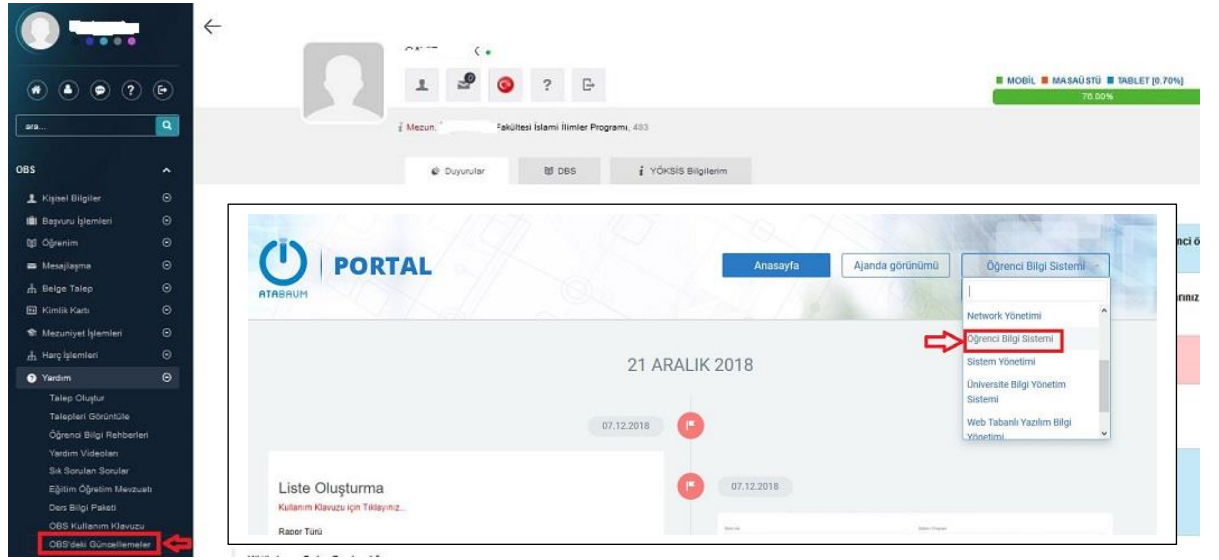 ara...
OBS
Kişisel Bilgiler
Başvuru İşlemleri
Öğrenim
Mesajlaşma
Belge Talep
Kimlik Kartı
Mezuniyet İşlemleri
Harç İşlemleri
Yardım
Talep Oluştur
Talepleri Görüntüle
Öğrenci Bilgi Rehberleri
Yardım Videoları
Sık Sorulan Sorular
Eğitim Öğretim Mevzuatı
Ders Bilgi Paketi
OBS Kullanım Klavuzu
OBS'deki Güncellemeler
MOBİL MASAÜSTÜ TABLET [0.70%]
76.00%
Mezun, Fakültesi İslami İlimler Programı, 483
Duyurular DBS YÖKSİS Bilgilerim
ATABAUM PORTAL
Anasayfa Ajanda görünümü Öğrenci Bilgi Sistemi
Network Yönetimi
Öğrenci Bilgi Sistemi
Sistem Yönetimi
Üniversite Bilgi Yönetim
Sistemi
Web Tabanlı Yazılım Bilgi
Yönetimi
21 ARALIK 2018
07.12.2018
07.12.2018
Liste Oluşturma
Kullanım Klavuzu için Tıklayınız...
Rapor Türü